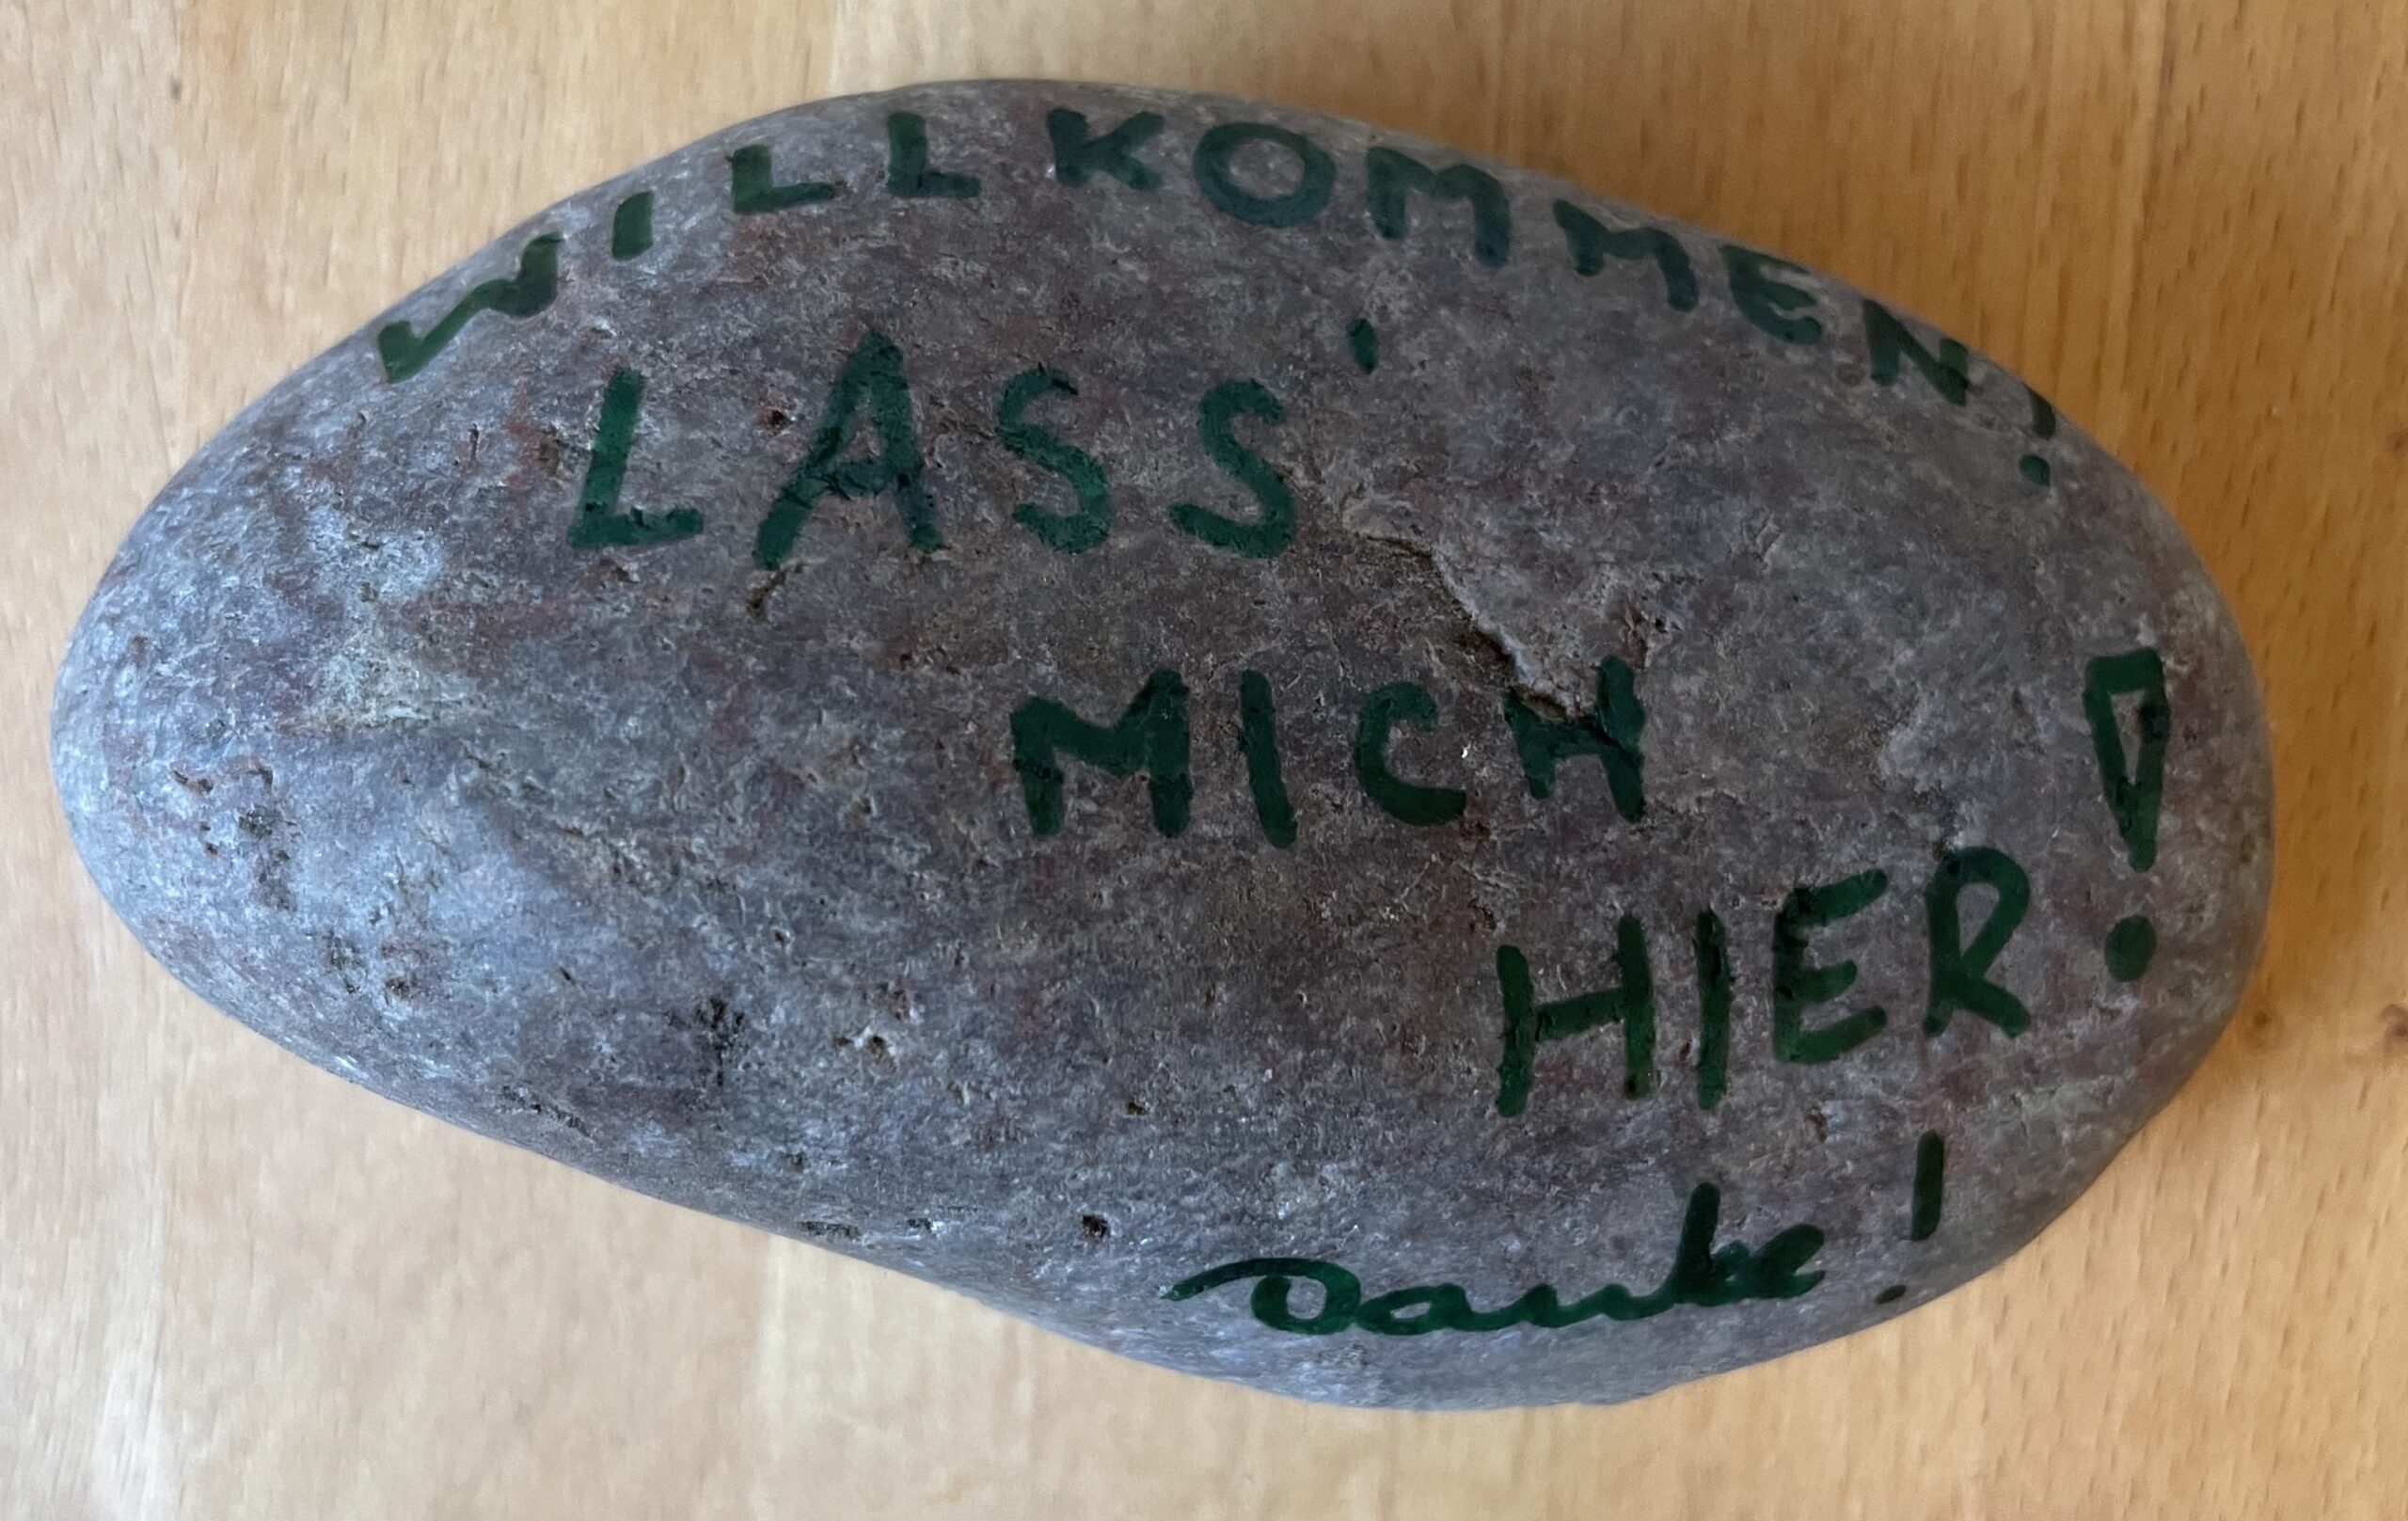 WILLKOMMEN!
LASS'
MICH
HIER!
Danke!